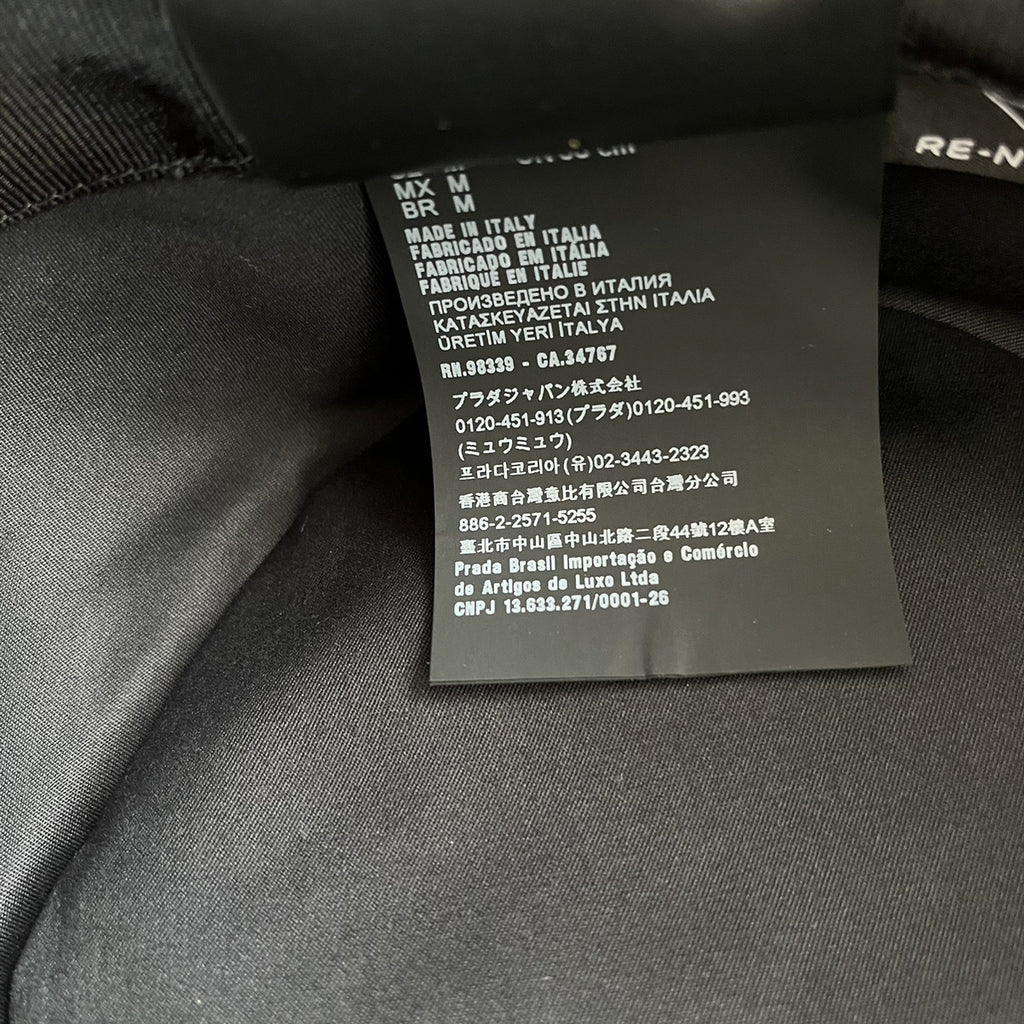 MX M
BR M
MADE IN ITALY
FABRICADO EN ITALIA
FABRICADO EM ITÁLIA
FABRIQUÉ EN ITALIE
ПРОИЗВЕДЕНО В ИТАЛИЯ
ΚΑΤΑΣΚΕΥΑΖΕΤΑΙ ΣΤΗΝ ΙΤΑΛΙΑ
ÜRETİM YERİ İTALYA
RN.98339 - CA.34767
プラダジャパン株式会社
0120-451-913(プラダ)0120-451-993
(ミュウミュウ)
프라다코리아(유)02-3443-2323
香港商台灣意比有限公司台灣分公司
886-2-2571-5255
臺北市中山區中山北路二段44號12樓A室
Prada Brasil Importação e Comércio
de Artigos de Luxo Ltda
CNPJ 13.633.271/0001-26
RE-N